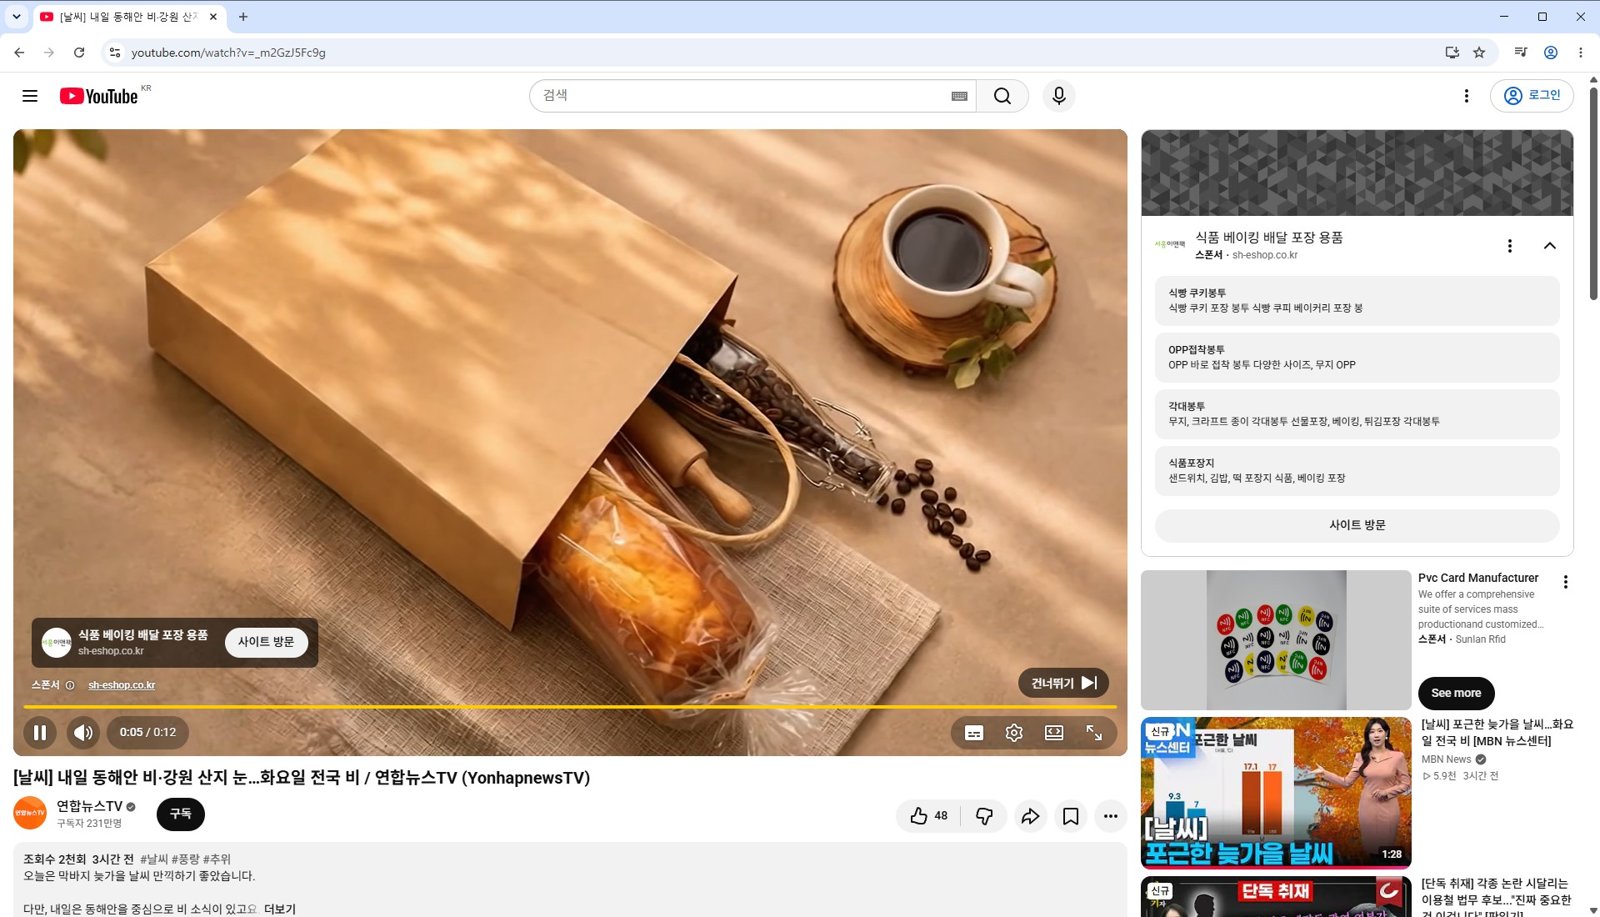 [날씨] 내일 동해안 비·강원 산지
youtube.com/watch?v=_m2GzJ5Fc9g
YouTube KR
검색
로그인
식품 베이킹 배달 포장 용품
sh-eshop.co.kr
사이트 방문
스폰서
sh-eshop.co.kr
건너뛰기
0:05 / 0:12
[날씨] 내일 동해안 비·강원 산지 눈...화요일 전국 비 / 연합뉴스TV (YonhapnewsTV)
연합뉴스TV
연합뉴스TV
구독자 231만명
구독
48
조회수 2천회 3시간 전 #날씨 #풍랑 #추위
오늘은 막바지 늦가을 날씨 만끽하기 좋았습니다.
다만, 내일은 동해안을 중심으로 비 소식이 있고요 더보기
식품 베이킹 배달 포장 용품
스폰서 · sh-eshop.co.kr
식빵 쿠키봉투
식빵 쿠키 포장 봉투 식빵 쿠피 베이커리 포장 봉
OPP접착봉투
OPP 바로 접착 봉투 다양한 사이즈, 무지 OPP
각대봉투
무지, 크라프트 종이 각대봉투 선물포장, 베이킹, 튀김포장 각대봉투
식품포장지
샌드위치, 김밥, 떡 포장지 식품, 베이킹 포장
사이트 방문
Pvc Card Manufacturer
We offer a comprehensive
suite of services mass
productionand customized...
스폰서 · Sunlan Rfid
See more
신규
뉴스센터
포근한 날씨
17.1 17
9.3 7
[날씨]
포근한 늦가을 날씨
1:28
[날씨] 포근한 늦가을 날씨...화요
일 전국 비 [MBN 뉴스센터]
MBN News
5.9천 3시간 전
신규
단독 취재
[단독 취재] 각종 논란 시달리는
이용철 법무 후보..."진짜 중요한